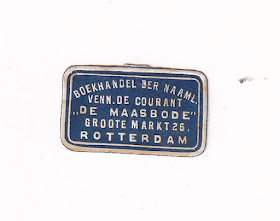 BOEKHANDEL DER NAAML.
VENN. DE COURANT
„DE MAASBODE"
GROOTE MARKT 26.
ROTTERDAM